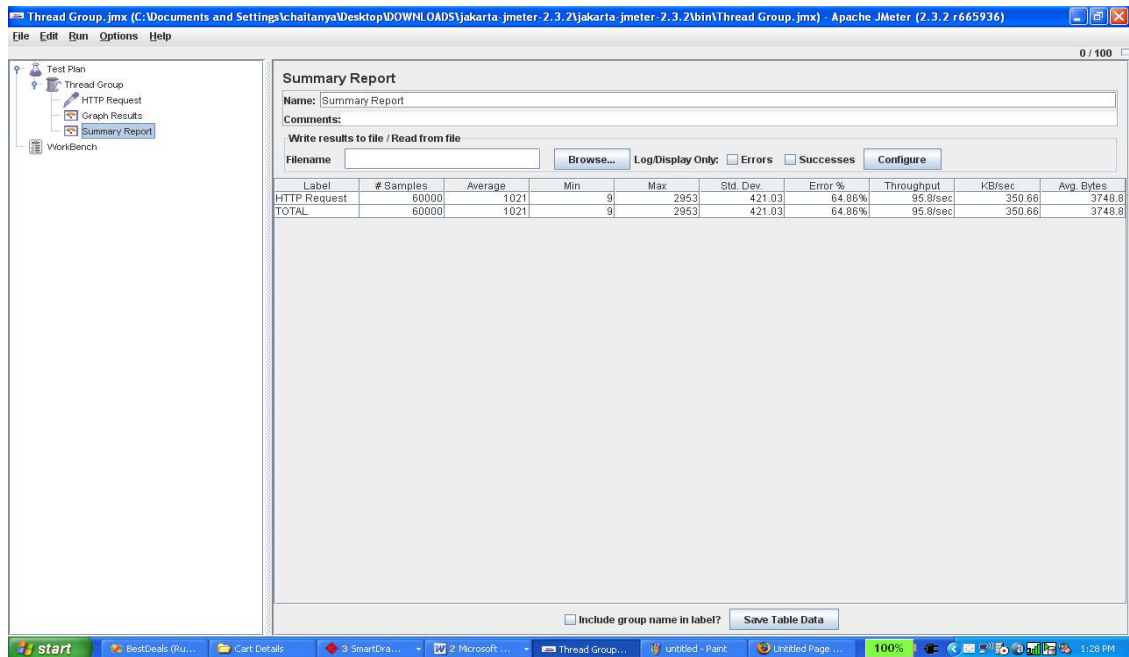 Thread Group.jmx (C:\Documents and Settings\chaitanya\Desktop\DOWNLOADS\jakarta-jmeter-2.3.2\jakarta-jmeter-2.3.2\bin\Thread Group.jmx) - Apache JMeter (2.3.2 r665936)
File Edit Run Options Help
0 / 100
Test Plan
Thread Group
HTTP Request
Graph Results
Summary Report
WorkBench
Summary Report
Name: Summary Report
Comments:
Write results to file / Read from file
Filename Browse... Log/Display Only: Errors Successes Configure
Label # Samples Average Min Max Std. Dev. Error % Throughput KB/sec Avg. Bytes
HTTP Request 60000 1021 9 2953 421.03 64.86% 95.8/sec 350.66 3748.8
TOTAL 60000 1021 9 2953 421.03 64.86% 95.8/sec 350.66 3748.8
Include group name in label? Save Table Data
start BestDeals (Ru... Cart Details 3 SmartDra... 2 Microsoft ... Thread Group... untitled - Paint Untitled Page ... 100% 1:28 PM